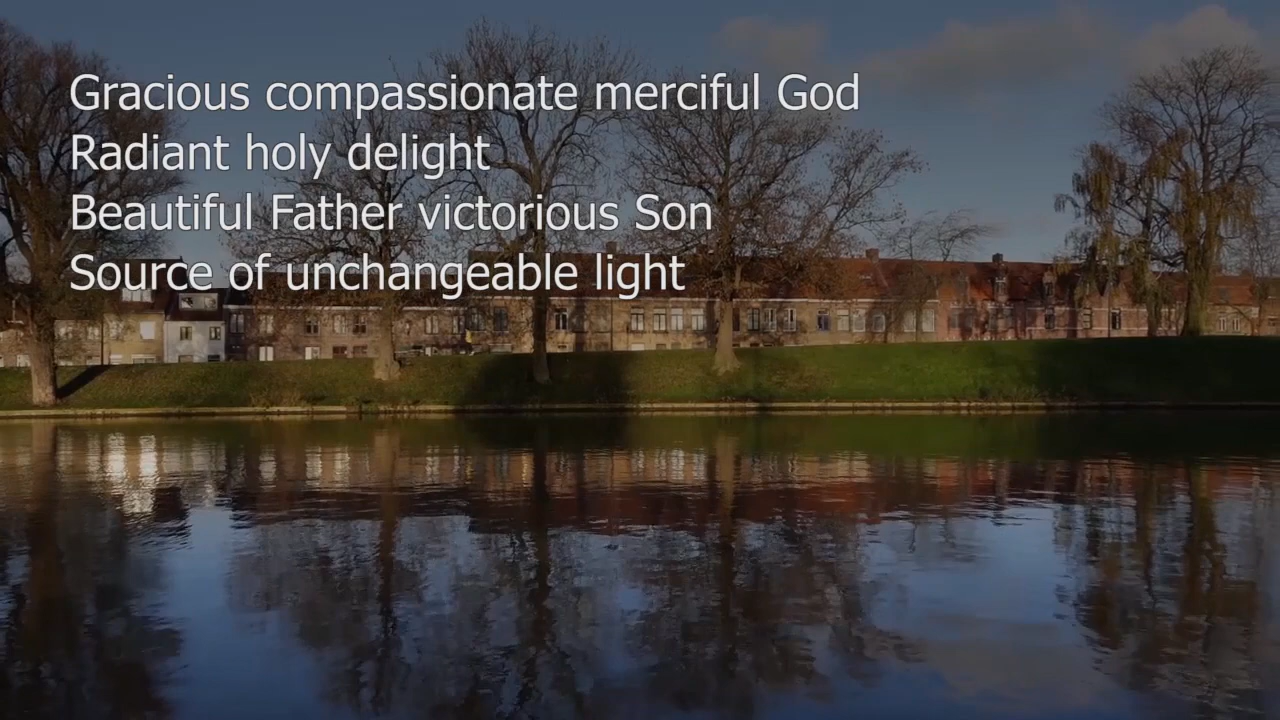 Gracious compassionate merciful God
Radiant holy delight
Beautiful Father victorious Son
Source of unchangeable light